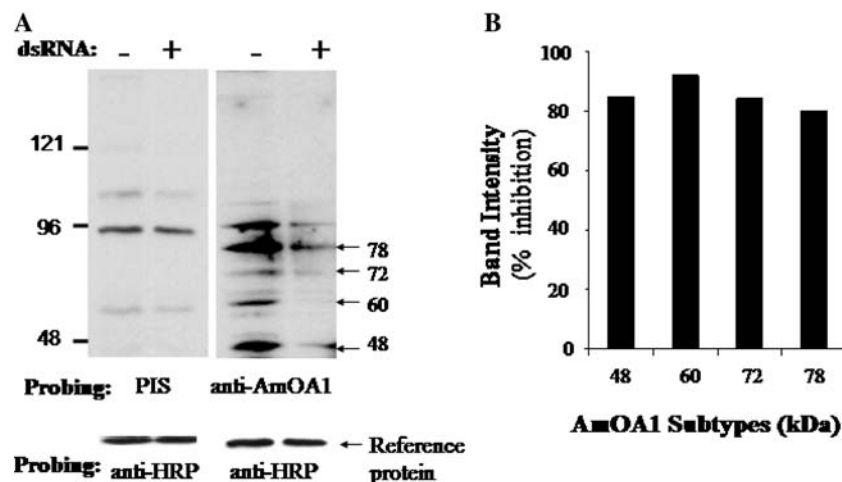 A
dsRNA: - + - +
121
96
48
78
72
60
48
Probing: PIS anti-AmOA1
Probing: anti-HRP anti-HRP
Reference protein
B
Band Intensity
(% inhibition)
100
80
60
40
20
0
48 60 72 78
AmOA1 Subtypes (kDa)